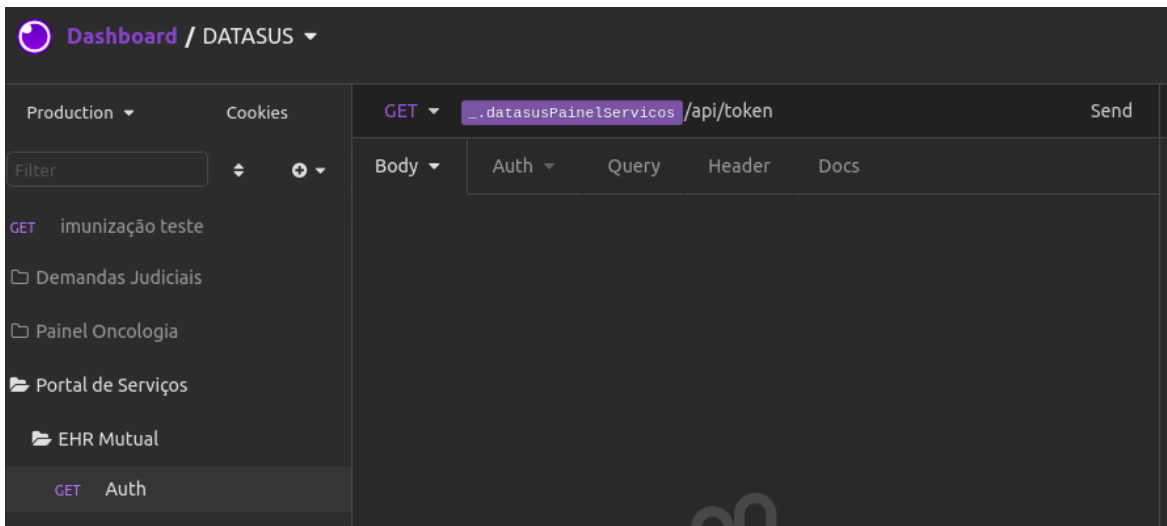 Dashboard / DATASUS
Production Cookies
GET _.datasusPainelServicos /api/token Send
Filter
Body Auth Query Header Docs
GET imunização teste
Demandas Judiciais
Painel Oncologia
Portal de Serviços
EHR Mutual
GET Auth